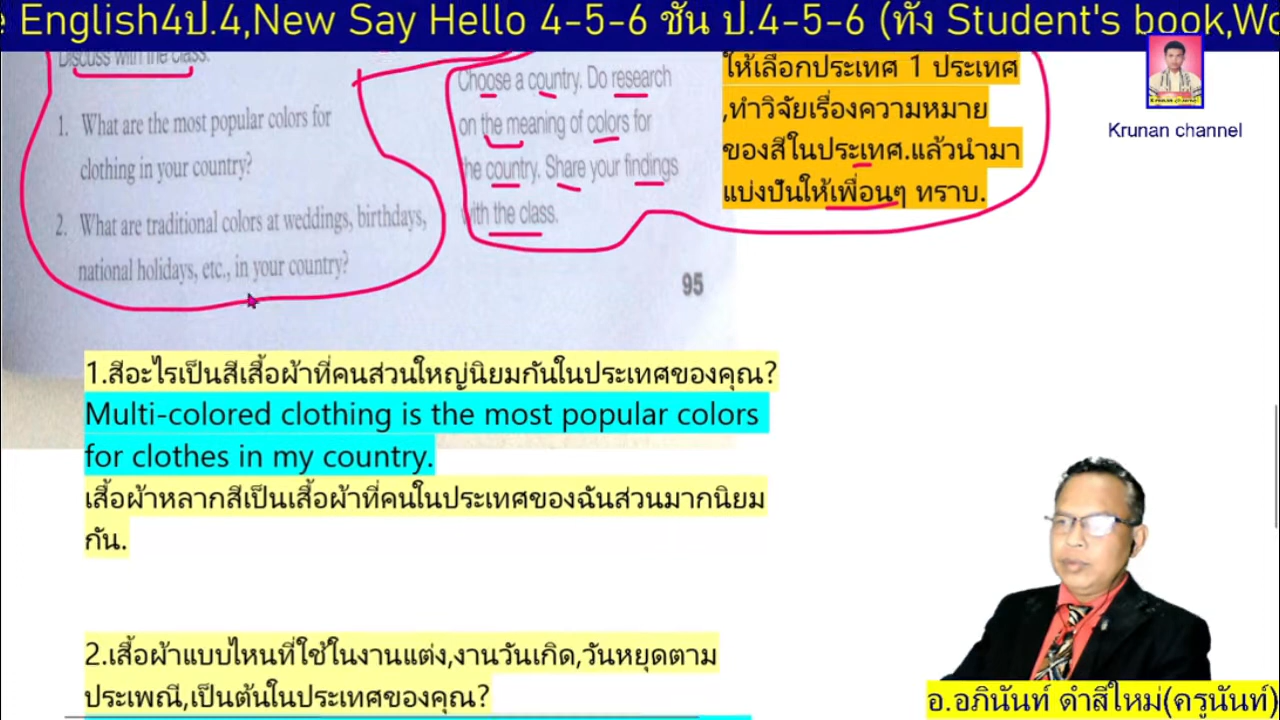 English4ป.4,New Say Hello 4-5-6 ชั้น ป.4-5-6 (ทั้ง Student's book,Wo
Discuss with the class.
1. What are the most popular colors for
clothing in your country?
2. What are traditional colors at weddings, birthdays,
national holidays, etc., in your country?
Choose a country. Do research
on the meaning of colors for
the country. Share your findings
with the class.
95
ให้เลือกประเทศ 1 ประเทศ
,ทำวิจัยเรื่องความหมาย
ของสีในประเทศ.แล้วนำมา
แบ่งปันให้เพื่อนๆ ทราบ.
Krunan channel
1.สีอะไรเป็นสีเสื้อผ้าที่คนส่วนใหญ่นิยมกันในประเทศของคุณ?
Multi-colored clothing is the most popular colors
for clothes in my country.
เสื้อผ้าหลากสีเป็นเสื้อผ้าที่คนในประเทศของฉันส่วนมากนิยม
กัน.
2.เสื้อผ้าแบบไหนที่ใช้ในงานแต่ง,งานวันเกิด,วันหยุดตาม
ประเพณี,เป็นต้นในประเทศของคุณ?
อ.อภินันท์ ดำสีใหม่(ครูนันท์)